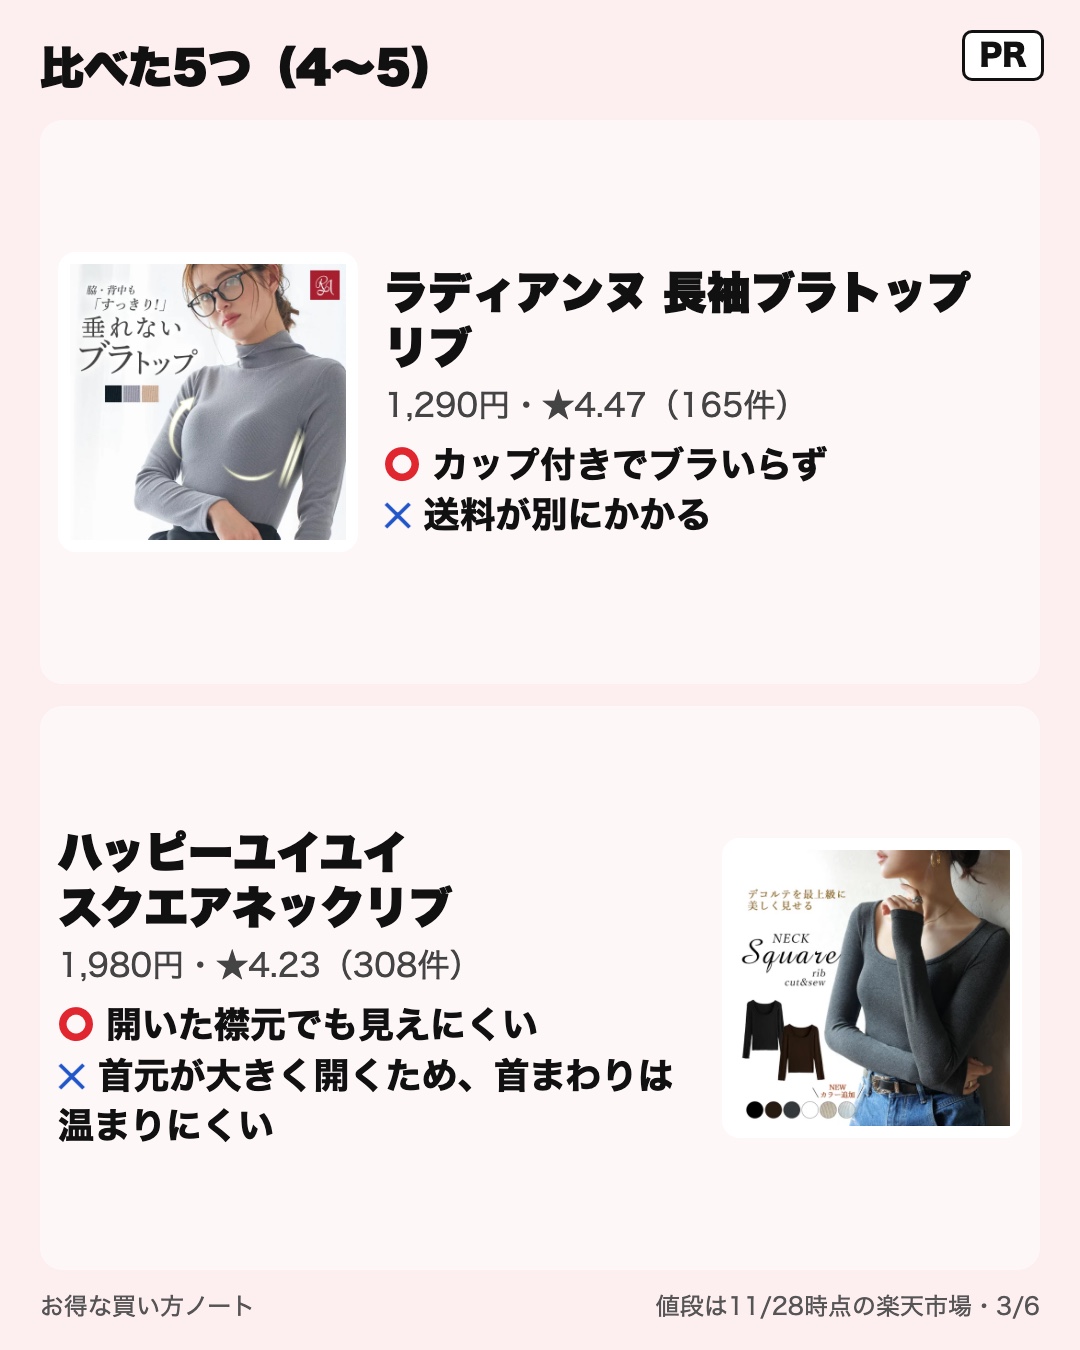 比べた5つ（4〜5）
PR
脇・背中も
「すっきり!」
垂れない
ブラトップ
ラディアンヌ 長袖ブラトップ
リブ
1,290円・★4.47（165件）
⭕ カップ付きでブラいらず
✕ 送料が別にかかる
ハッピーユイユイ
スクエアネックリブ
1,980円・★4.23（308件）
⭕ 開いた襟元でも見えにくい
✕ 首元が大きく開くため、首まわりは
温まりにくい
デコルテを最上級に
美しく見せる
NECK
Square
rib
cut&sew
NEW
カラー追加
お得な買い方ノート
値段は11/28時点の楽天市場・3/6